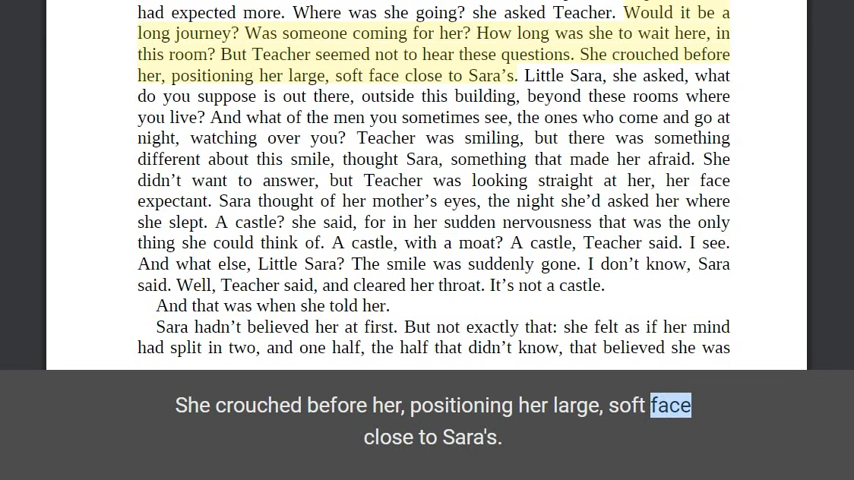 had expected more. Where was she going? she asked Teacher. Would it be a
long journey? Was someone coming for her? How long was she to wait here, in
this room? But Teacher seemed not to hear these questions. She crouched before
her, positioning her large, soft face close to Sara’s. Little Sara, she asked, what
do you suppose is out there, outside this building, beyond these rooms where
you live? And what of the men you sometimes see, the ones who come and go at
night, watching over you? Teacher was smiling, but there was something
different about this smile, thought Sara, something that made her afraid. She
didn’t want to answer, but Teacher was looking straight at her, her face
expectant. Sara thought of her mother’s eyes, the night she’d asked her where
she slept. A castle? she said, for in her sudden nervousness that was the only
thing she could think of. A castle, with a moat? A castle, Teacher said. I see.
And what else, Little Sara? The smile was suddenly gone. I don’t know, Sara
said. Well, Teacher said, and cleared her throat. It’s not a castle.
And that was when she told her.
Sara hadn’t believed her at first. But not exactly that: she felt as if her mind
had split in two, and one half, the half that didn’t know, that believed she was
She crouched before her, positioning her large, soft face
close to Sara's.